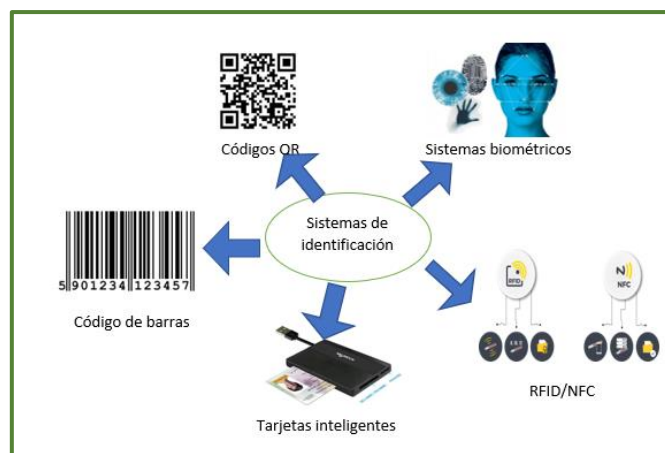 Códigos QR
Sistemas biométricos
Sistemas de
identificación
5 901234 123457
Código de barras
RFID
N
NFC
RFID/NFC
Tarjetas inteligentes